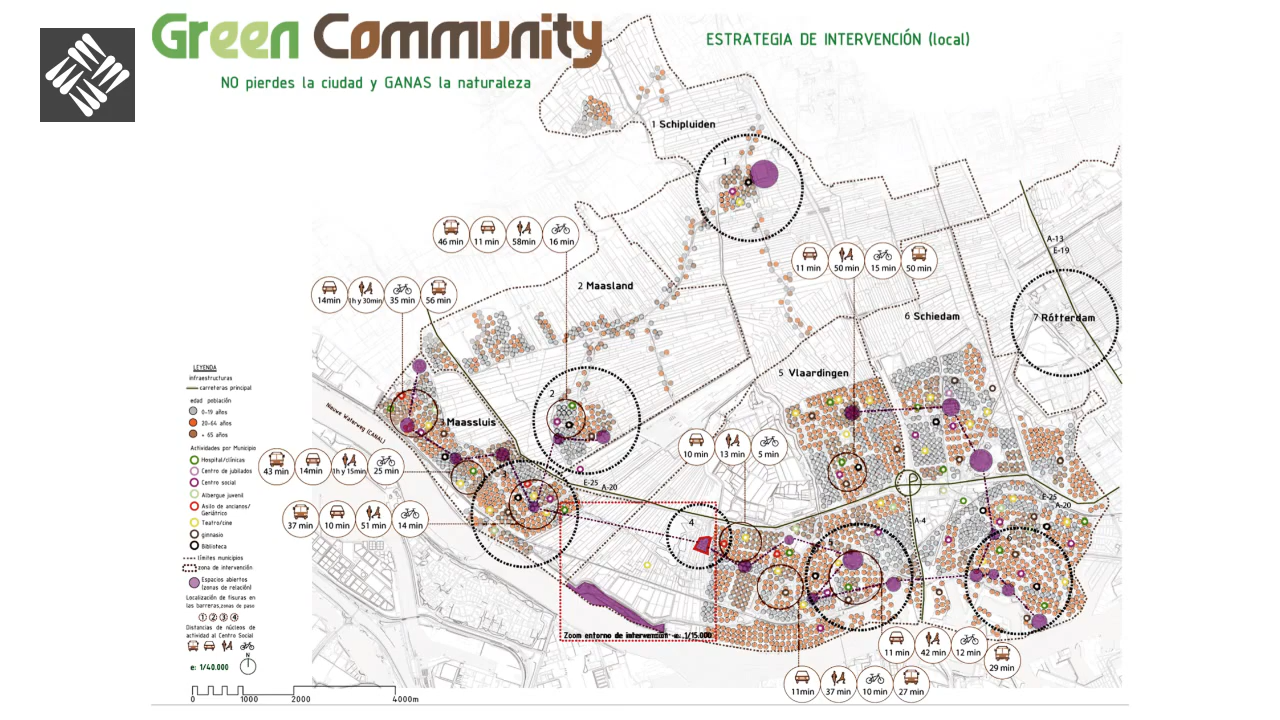 Green Community
ESTRATEGIA DE INTERVENCIÓN (local)
NO pierdes la ciudad y GANAS la naturaleza
1 Schipluiden
1
A-13
E-19
46 min
11 min
58min
16 min
11 min
50 min
15 min
50 min
2 Maasland
14min
1h y 30min
35 min
56 min
6 Schiedam
7 Rótterdam
5 Vlaardingen
2
3 Maassluis
Nieuwe Waterweg (CANAL)
LEYENDA
infraestructuras
carreteras principal
edad población
0-19 años
20-64 años
+ 65 años
Actividades por Municipio
Hospital/clínicas
Centro de jubilados
Centro social
Albergue juvenil
Asilo de ancianos/
Geriátrico
Teatro/cine
gimnasio
Biblioteca
límites municipios
zona de intervención
Espacios abiertos
(zonas de relación)
Localización de fisuras en
las barreras,zonas de paso
1 2 3 4
Distancias de núcleos de
actividad al Centro Social
N
e: 1/40.000
0 1000 2000 4000m
43 min
14min
1h y 15min
25 min
10 min
13 min
5 min
E-25
A-20
37 min
10 min
51 min
14 min
4
A-4
E-25
A-20
Zoom entorno de intervención e: 1/15.000
11 min
42 min
12 min
29 min
11min
37 min
10 min
27 min